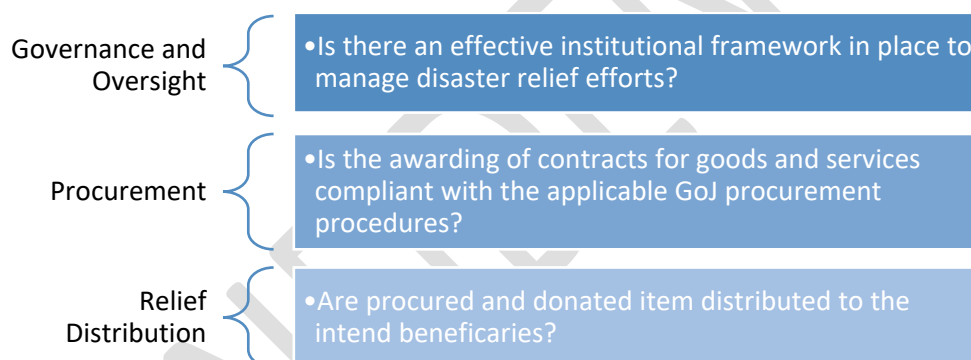 Governance and
Oversight
•Is there an effective institutional framework in place to
manage disaster relief efforts?
Procurement
•Is the awarding of contracts for goods and services
compliant with the applicable GoJ procurement
procedures?
Relief
Distribution
•Are procured and donated item distributed to the
intend beneficaries?